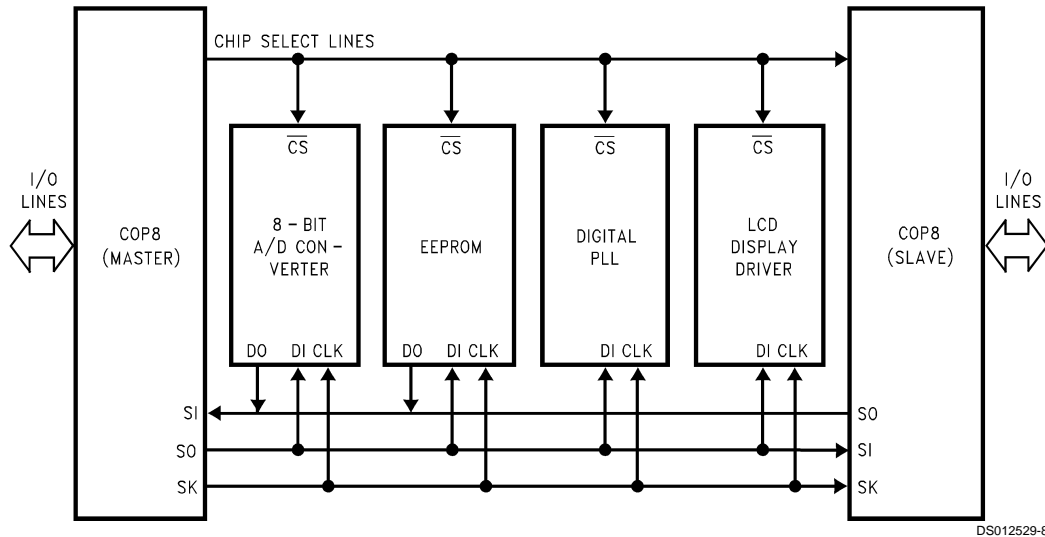 CHIP SELECT LINES
I/O
LINES
COP8
(MASTER)
CS
8 – BIT
A/D CON –
VERTER
DO DI CLK
CS
EEPROM
DO DI CLK
CS
DIGITAL
PLL
DI CLK
CS
LCD
DISPLAY
DRIVER
DI CLK
COP8
(SLAVE)
I/O
LINES
SI
SO
SK
SO
SI
SK
DS012529-8